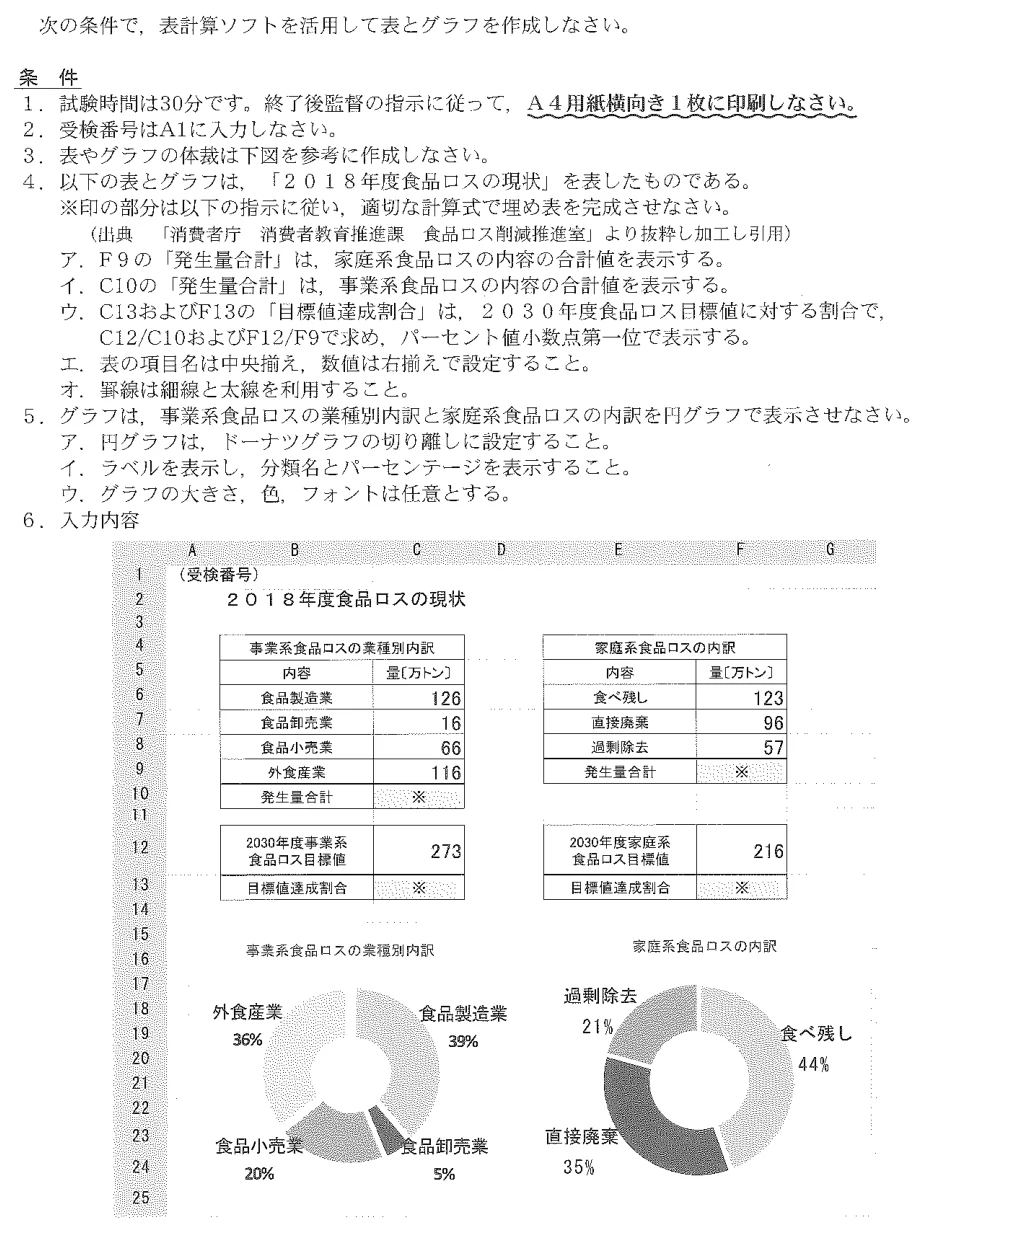 次の条件で，表計算ソフトを活用して表とグラフを作成しなさい。
条　件
１．試験時間は30分です。終了後監督の指示に従って，Ａ４用紙横向き１枚に印刷しなさい。
２．受検番号はA1に入力しなさい。
３．表やグラフの体裁は下図を参考に作成しなさい。
４．以下の表とグラフは，「２０１８年度食品ロスの現状」を表したものである。
※印の部分は以下の指示に従い，適切な計算式で埋め表を完成させなさい。
（出典　「消費者庁　消費者教育推進課　食品ロス削減推進室」より抜粋し加工し引用）
ア．Ｆ９の「発生量合計」は，家庭系食品ロスの内容の合計値を表示する。
イ．C10の「発生量合計」は，事業系食品ロスの内容の合計値を表示する。
ウ．C13およびF13の「目標値達成割合」は，２０３０年度食品ロス目標値に対する割合で，
C12/C10およびF12/F9で求め，パーセント値小数点第一位で表示する。
エ．表の項目名は中央揃え，数値は右揃えで設定すること。
オ．罫線は細線と太線を利用すること。
５．グラフは，事業系食品ロスの業種別内訳と家庭系食品ロスの内訳を円グラフで表示させなさい。
ア．円グラフは，ドーナツグラフの切り離しに設定すること。
イ．ラベルを表示し，分類名とパーセンテージを表示すること。
ウ．グラフの大きさ，色，フォントは任意とする。
６．入力内容
A B C D E F G
1 （受検番号）
2 ２０１８年度食品ロスの現状
3
4 事業系食品ロスの業種別内訳 家庭系食品ロスの内訳
5 内容 量〔万トン〕 内容 量〔万トン〕
6 食品製造業 126 食べ残し 123
7 食品卸売業 16 直接廃棄 96
8 食品小売業 66 過剰除去 57
9 外食産業 116 発生量合計 ※
10 発生量合計 ※
11
2030年度事業系 2030年度家庭系
12 食品ロス目標値 273 食品ロス目標値 216
13 目標値達成割合 ※ 目標値達成割合 ※
14
15
事業系食品ロスの業種別内訳 家庭系食品ロスの内訳
16
17
18 外食産業 食品製造業 過剰除去
19 36% 39% 21% 食べ残し
20 44%
21
22
23 食品小売業 食品卸売業 直接廃棄
24 20% 5% 35%
25